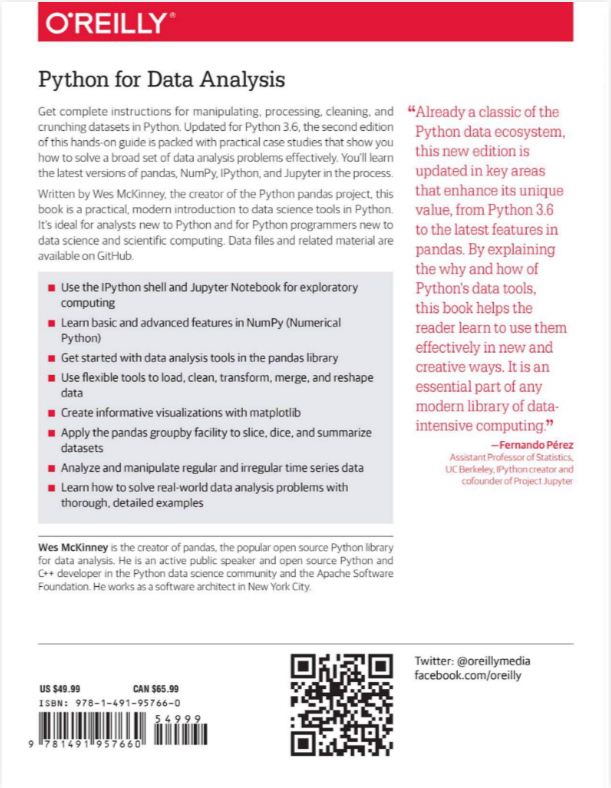 O'REILLY®
Python for Data Analysis
Get complete instructions for manipulating, processing, cleaning, and
crunching datasets in Python. Updated for Python 3.6, the second edition
of this hands-on guide is packed with practical case studies that show you
how to solve a broad set of data analysis problems effectively. You'll learn
the latest versions of pandas, NumPy, IPython, and Jupyter in the process.
Written by Wes McKinney, the creator of the Python pandas project, this
book is a practical, modern introduction to data science tools in Python.
It's ideal for analysts new to Python and for Python programmers new to
data science and scientific computing. Data files and related material are
available on GitHub.
■ Use the IPython shell and Jupyter Notebook for exploratory
computing
■ Learn basic and advanced features in NumPy (Numerical
Python)
■ Get started with data analysis tools in the pandas library
■ Use flexible tools to load, clean, transform, merge, and reshape
data
■ Create informative visualizations with matplotlib
■ Apply the pandas groupby facility to slice, dice, and summarize
datasets
■ Analyze and manipulate regular and irregular time series data
■ Learn how to solve real-world data analysis problems with
thorough, detailed examples
Wes McKinney is the creator of pandas, the popular open source Python library
for data analysis. He is an active public speaker and open source Python and
C++ developer in the Python data science community and the Apache Software
Foundation. He works as a software architect in New York City.
“Already a classic of the
Python data ecosystem,
this new edition is
updated in key areas
that enhance its unique
value, from Python 3.6
to the latest features in
pandas. By explaining
the why and how of
Python's data tools,
this book helps the
reader learn to use them
effectively in new and
creative ways. It is an
essential part of any
modern library of data-
intensive computing.”
—Fernando Pérez
Assistant Professor of Statistics,
UC Berkeley, IPython creator and
cofounder of Project Jupyter
US $49.99 CAN $65.99
ISBN: 978-1-491-95766-0
54999
9 781491 957660
Twitter: @oreillymedia
facebook.com/oreilly